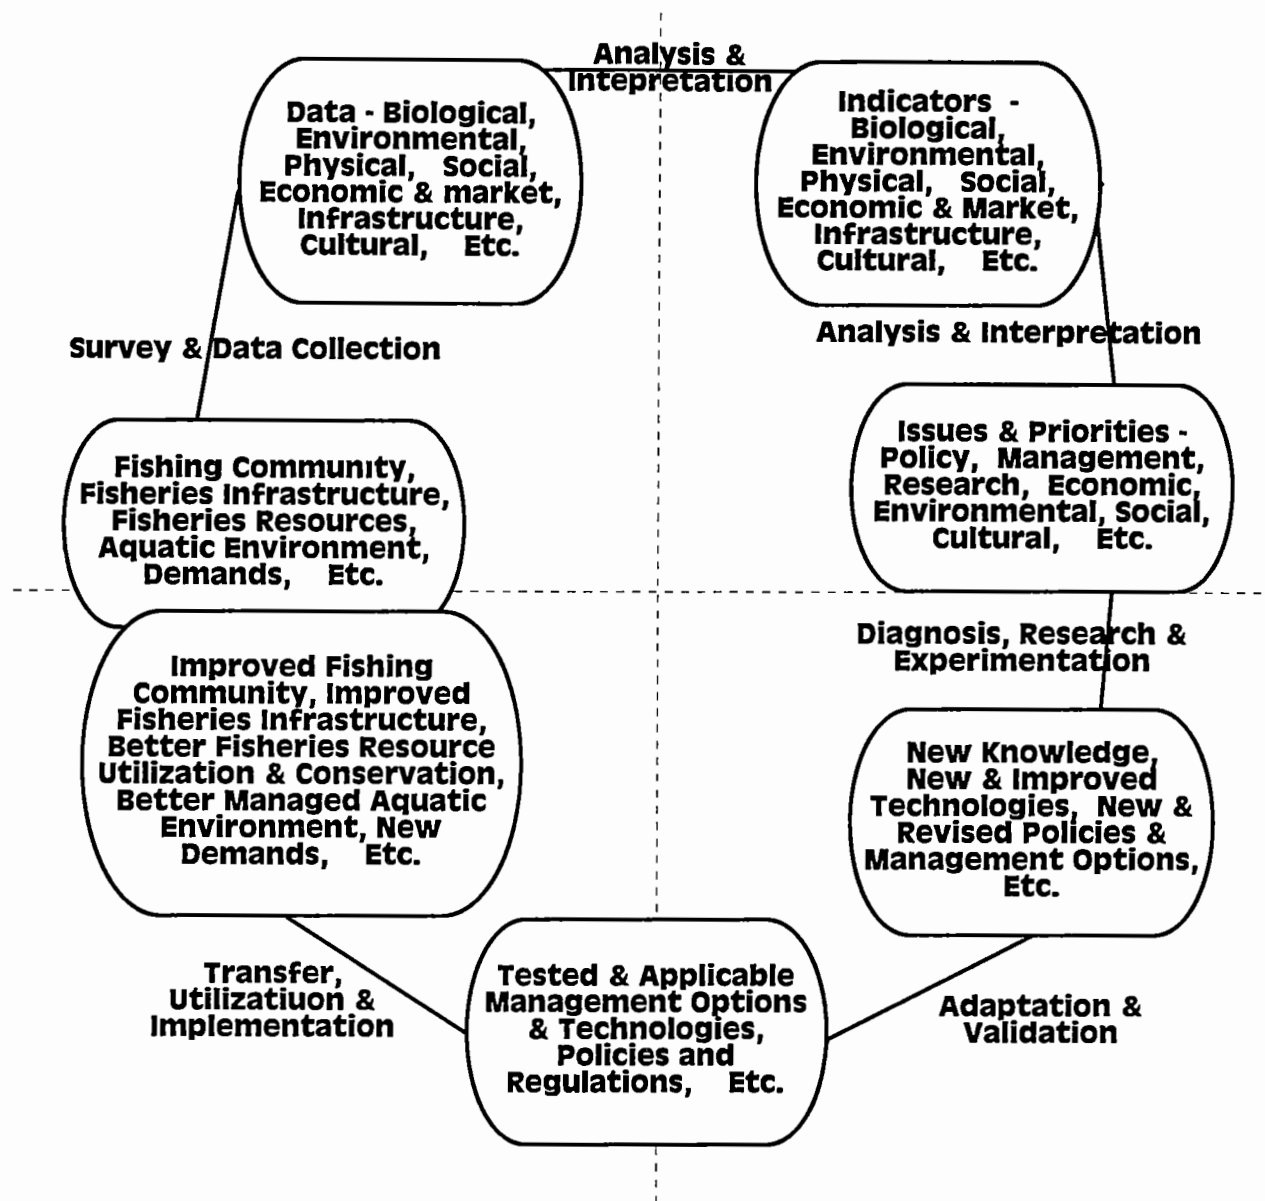 Analysis &
Intepretation
Data - Biological,
Environmental,
Physical, Social,
Economic & market,
Infrastructure,
Cultural, Etc.
Indicators -
Biological,
Environmental,
Physical, Social,
Economic & Market,
Infrastructure,
Cultural, Etc.
Survey & Data Collection
Analysis & Interpretation
Fishing Community,
Fisheries Infrastructure,
Fisheries Resources,
Aquatic Environment,
Demands, Etc.
Issues & Priorities -
Policy, Management,
Research, Economic,
Environmental, Social,
Cultural, Etc.
Diagnosis, Research &
Experimentation
Improved Fishing
Community, Improved
Fisheries Infrastructure,
Better Fisheries Resource
Utilization & Conservation,
Better Managed Aquatic
Environment, New
Demands, Etc.
New Knowledge,
New & Improved
Technologies, New &
Revised Policies &
Management Options,
Etc.
Transfer,
Utilizatiuon &
Implementation
Tested & Applicable
Management Options
& Technologies,
Policies and
Regulations, Etc.
Adaptation &
Validation